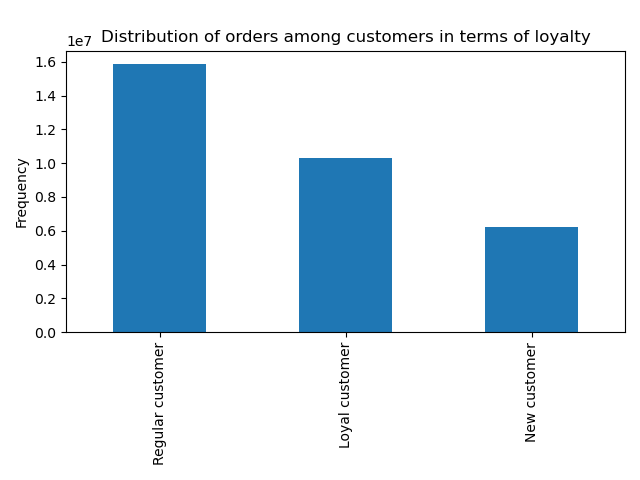 Distribution of orders among customers in terms of loyalty
1e7
1.6
1.4
1.2
1.0
0.8
0.6
0.4
0.2
0.0
Frequency
Regular customer
Loyal customer
New customer